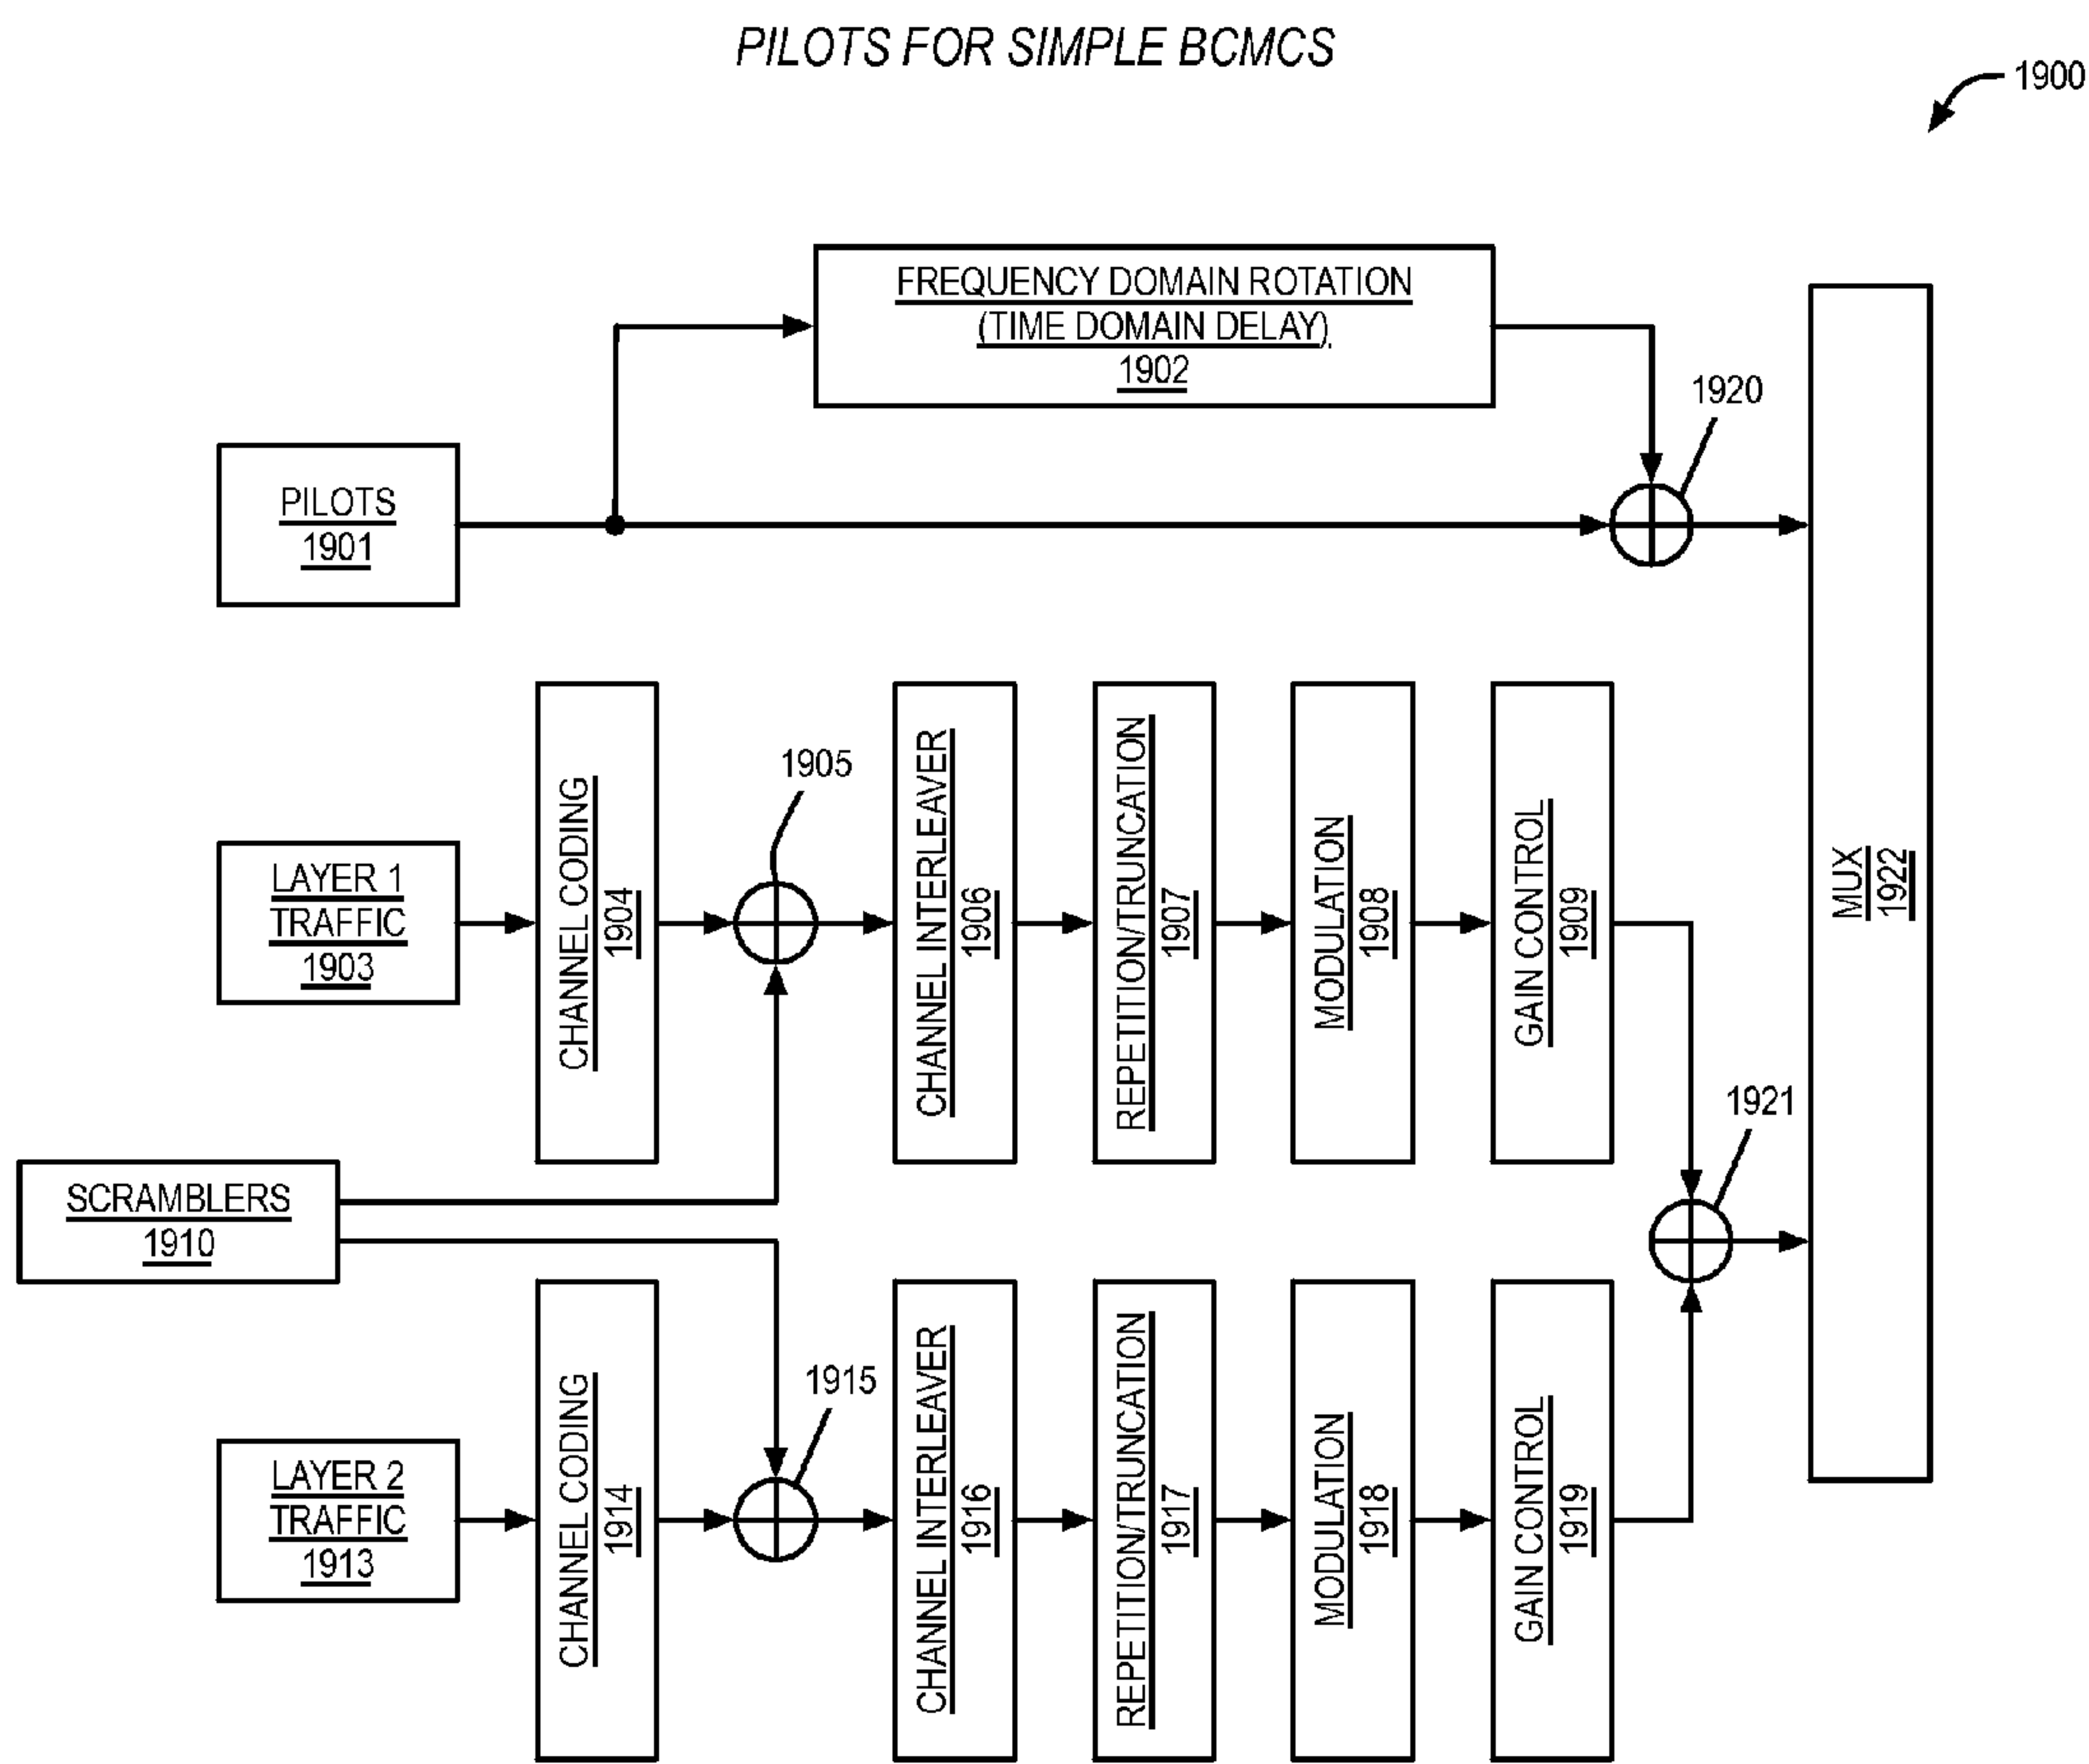 PILOTS FOR SIMPLE BCMCS
1900
FREQUENCY DOMAIN ROTATION
(TIME DOMAIN DELAY)
1902
1920
PILOTS
1901
LAYER 1
TRAFFIC
1903
CHANNEL CODING
1904
1905
CHANNEL INTERLEAVER
1906
REPETITION/TRUNCATION
1907
MODULATION
1908
GAIN CONTROL
1909
MUX
1922
1921
SCRAMBLERS
1910
LAYER 2
TRAFFIC
1913
CHANNEL CODING
1914
1915
CHANNEL INTERLEAVER
1916
REPETITION/TRUNCATION
1917
MODULATION
1918
GAIN CONTROL
1919